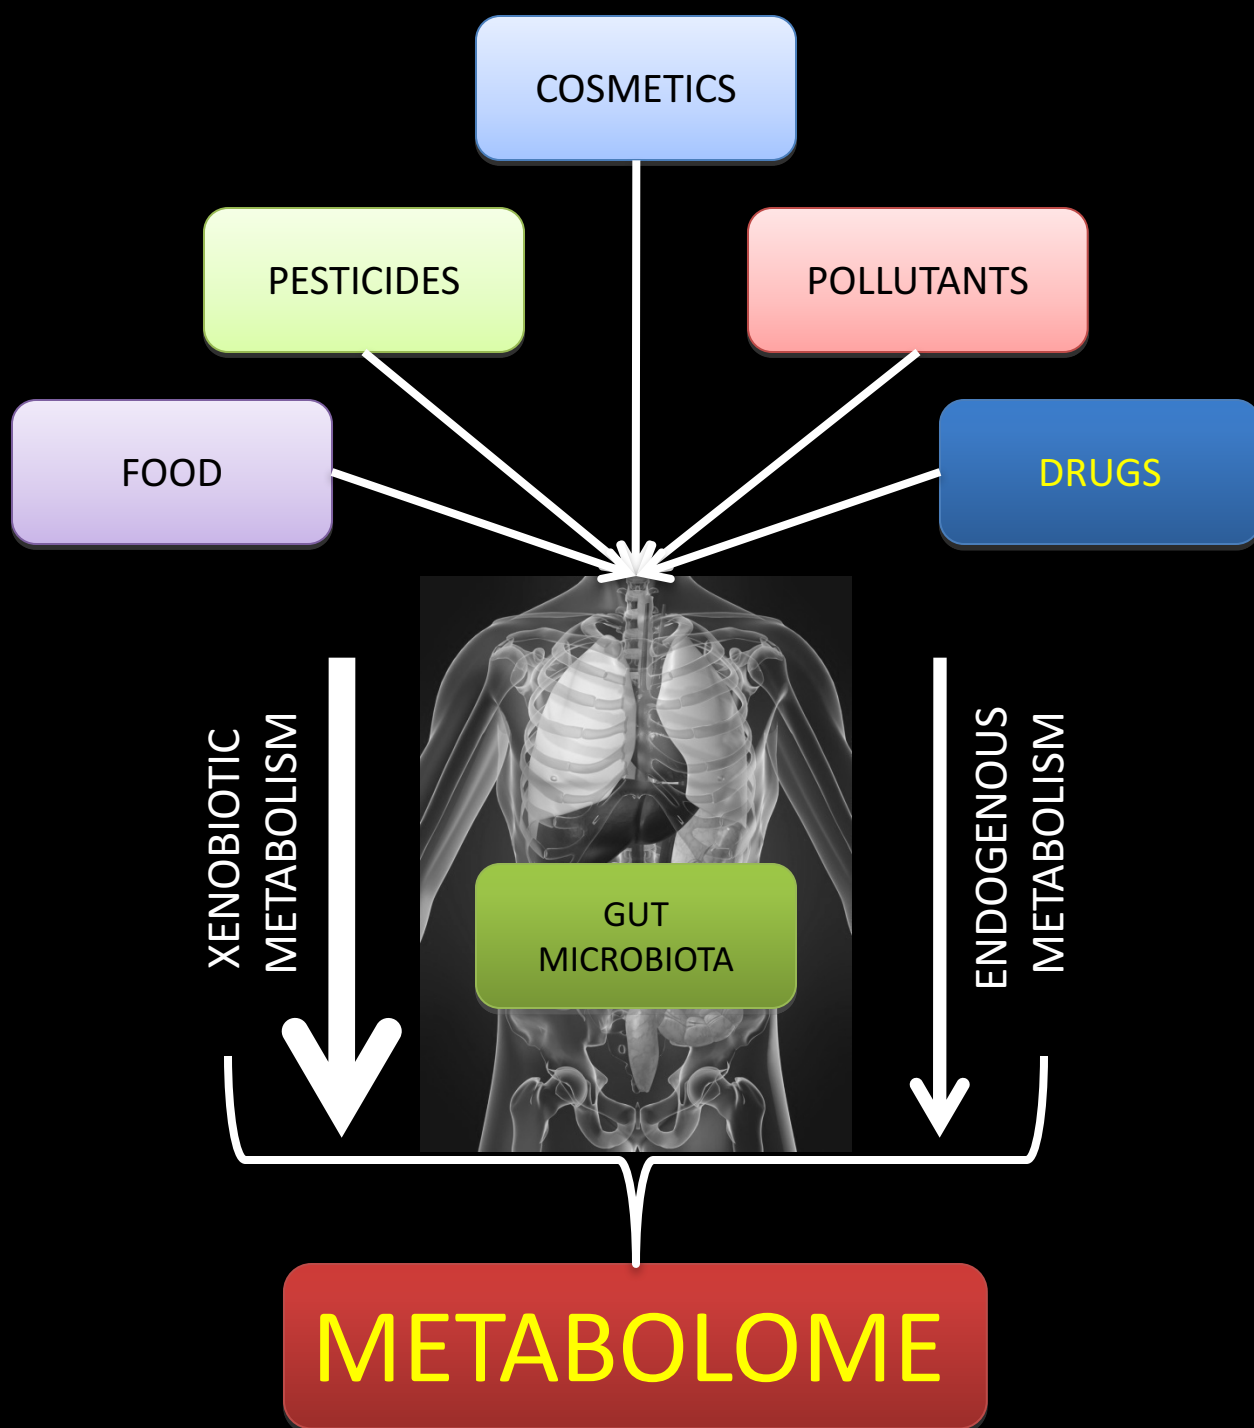 COSMETICS
PESTICIDES
POLLUTANTS
FOOD
DRUGS
XENOBIOTIC
METABOLISM
ENDOGENOUS
METABOLISM
GUT
MICROBIOTA
METABOLOME